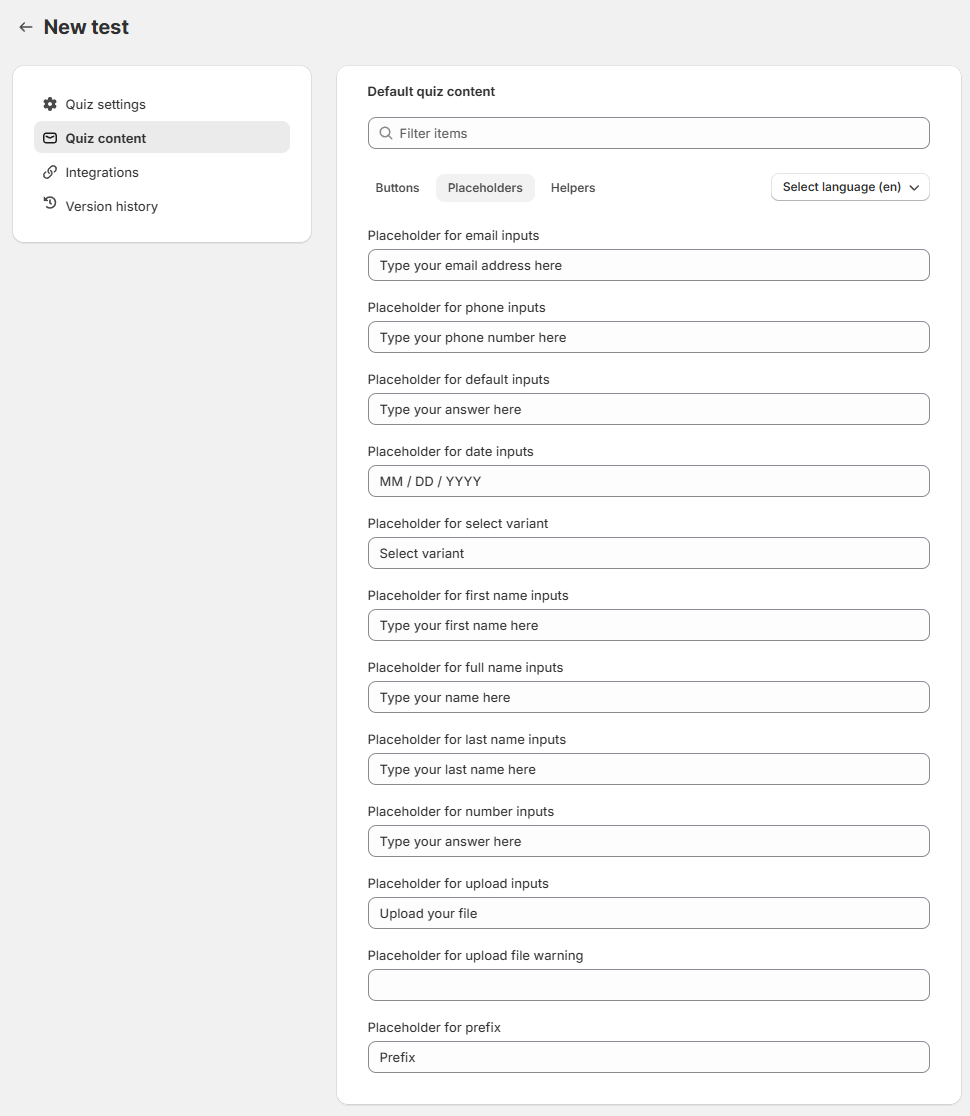 New test
Quiz settings
Quiz content
Integrations
Version history
Default quiz content
Filter items
Buttons Placeholders Helpers Select language (en)
Placeholder for email inputs
Type your email address here
Placeholder for phone inputs
Type your phone number here
Placeholder for default inputs
Type your answer here
Placeholder for date inputs
MM / DD / YYYY
Placeholder for select variant
Select variant
Placeholder for first name inputs
Type your first name here
Placeholder for full name inputs
Type your name here
Placeholder for last name inputs
Type your last name here
Placeholder for number inputs
Type your answer here
Placeholder for upload inputs
Upload your file
Placeholder for upload file warning
Placeholder for prefix
Prefix